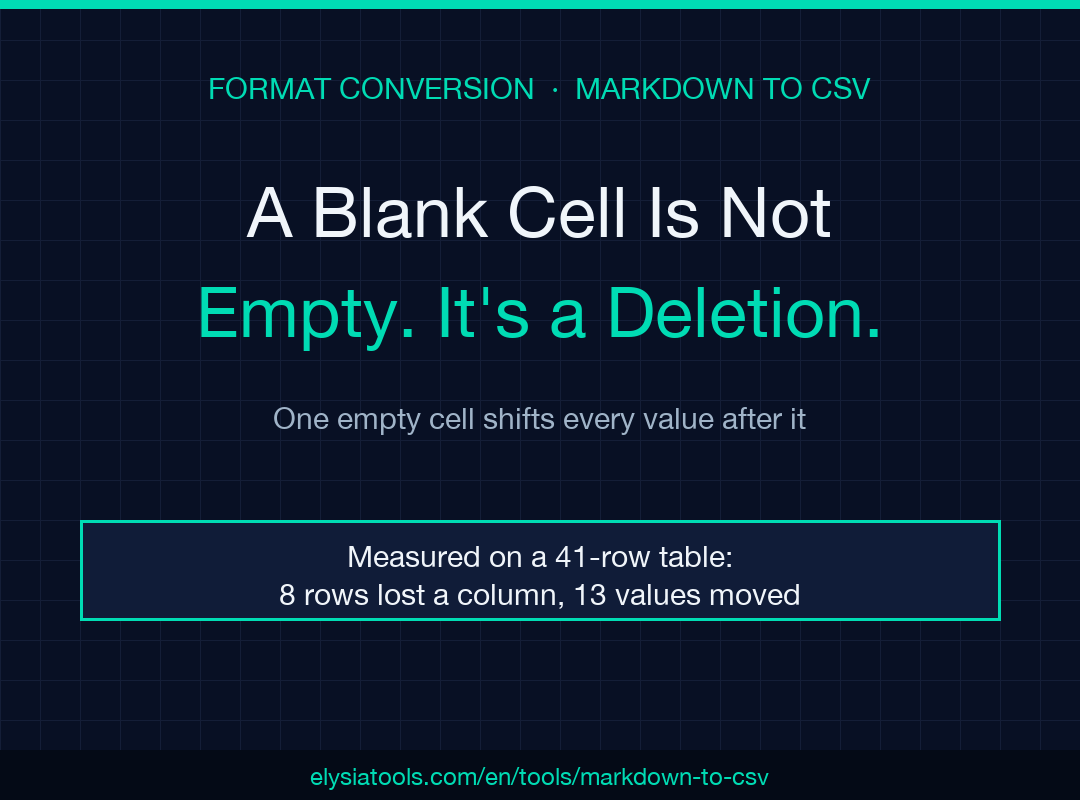 FORMAT CONVERSION · MARKDOWN TO CSV
A Blank Cell Is Not
Empty. It's a Deletion.
One empty cell shifts every value after it
Measured on a 41-row table:
8 rows lost a column, 13 values moved
elysiatools.com/en/tools/markdown-to-csv